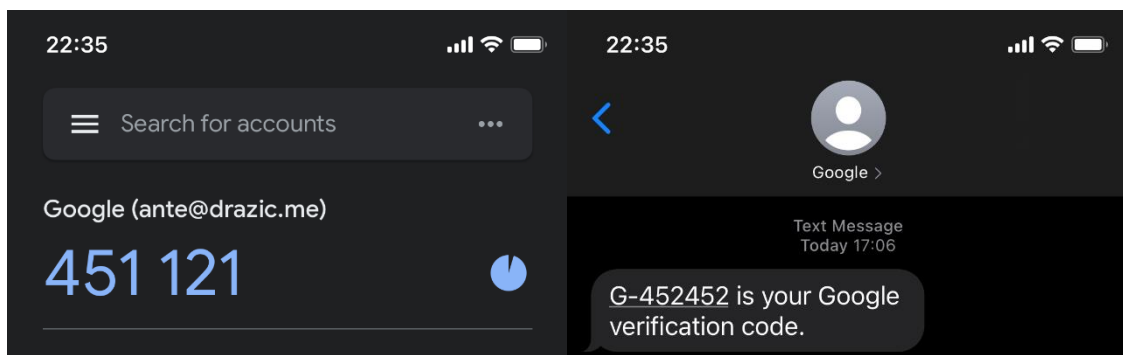 22:35
Search for accounts
Google (ante@drazic.me)
451 121
22:35
Google >
Text Message
Today 17:06
G-452452 is your Google
verification code.